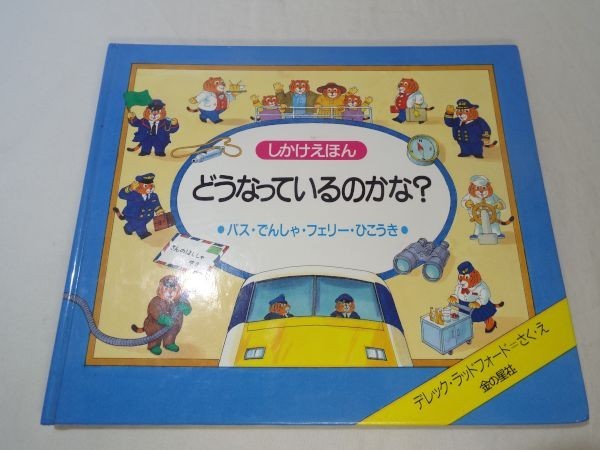 しかけえほん
どうなっているのかな?
•バス・でんしゃ・フェリー・ひこうき•
デレック・ラッドフォード=さく・え
金の星社